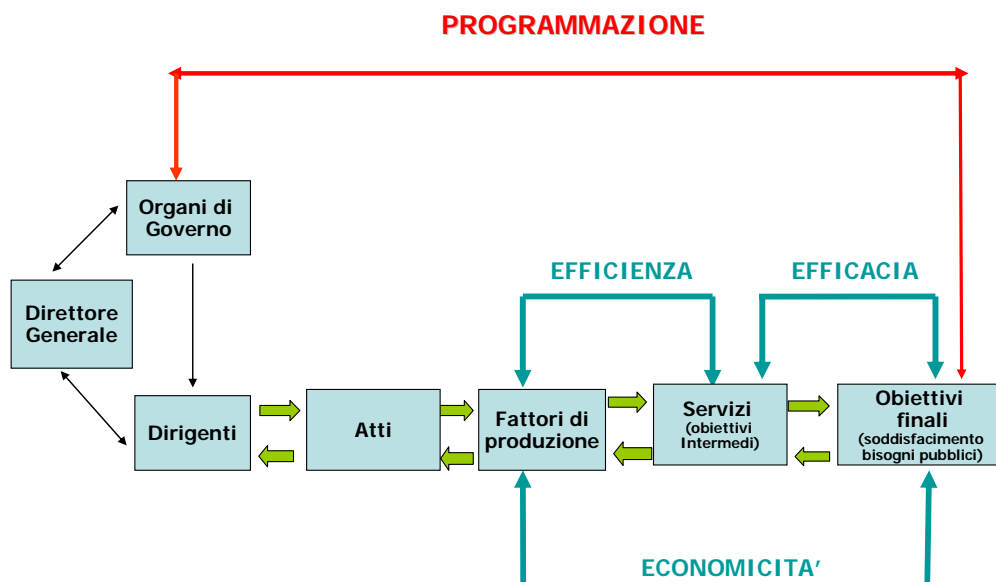 PROGRAMMAZIONE
Organi di
Governo
EFFICIENZA
EFFICACIA
Direttore
Generale
Dirigenti
Atti
Fattori di
produzione
Servizi
(obiettivi
Intermedi)
Obiettivi
finali
(soddisfacimento
bisogni pubblici)
ECONOMICITA'